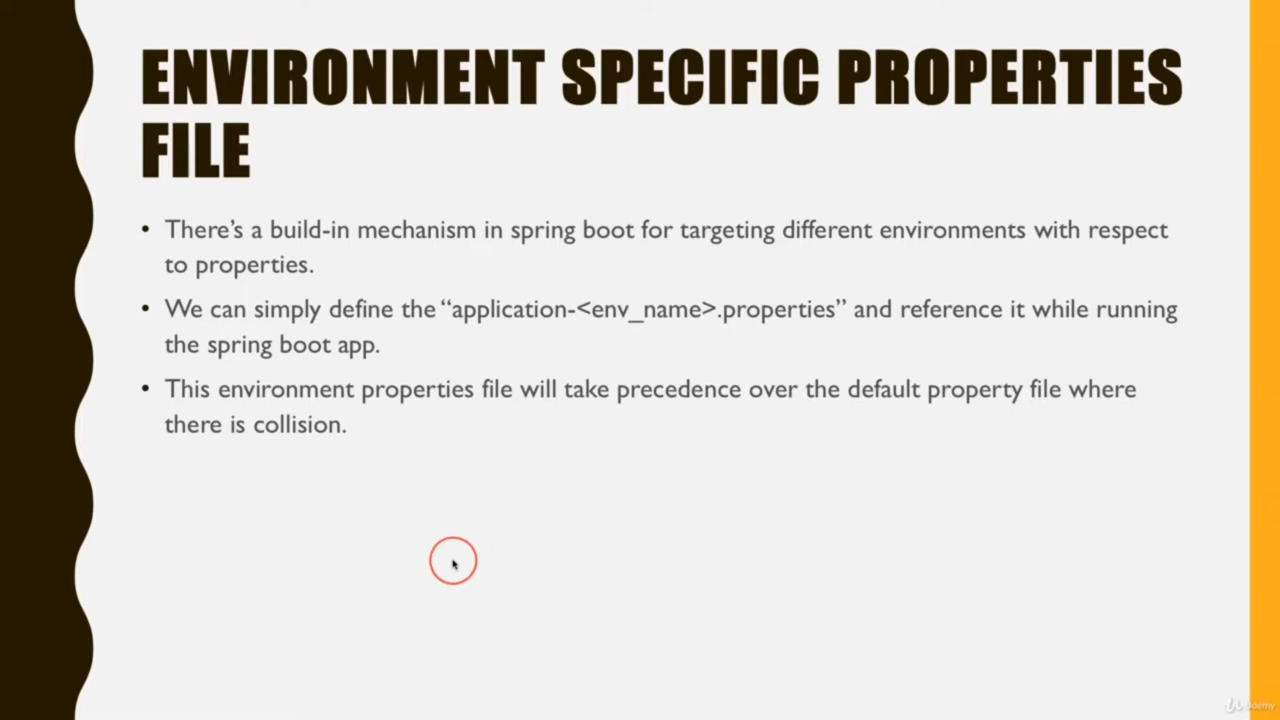 ENVIRONMENT SPECIFIC PROPERTIES
FILE
• There’s a build-in mechanism in spring boot for targeting different environments with respect
to properties.
• We can simply define the “application-<env_name>.properties” and reference it while running
the spring boot app.
• This environment properties file will take precedence over the default property file where
there is collision.
Udemy